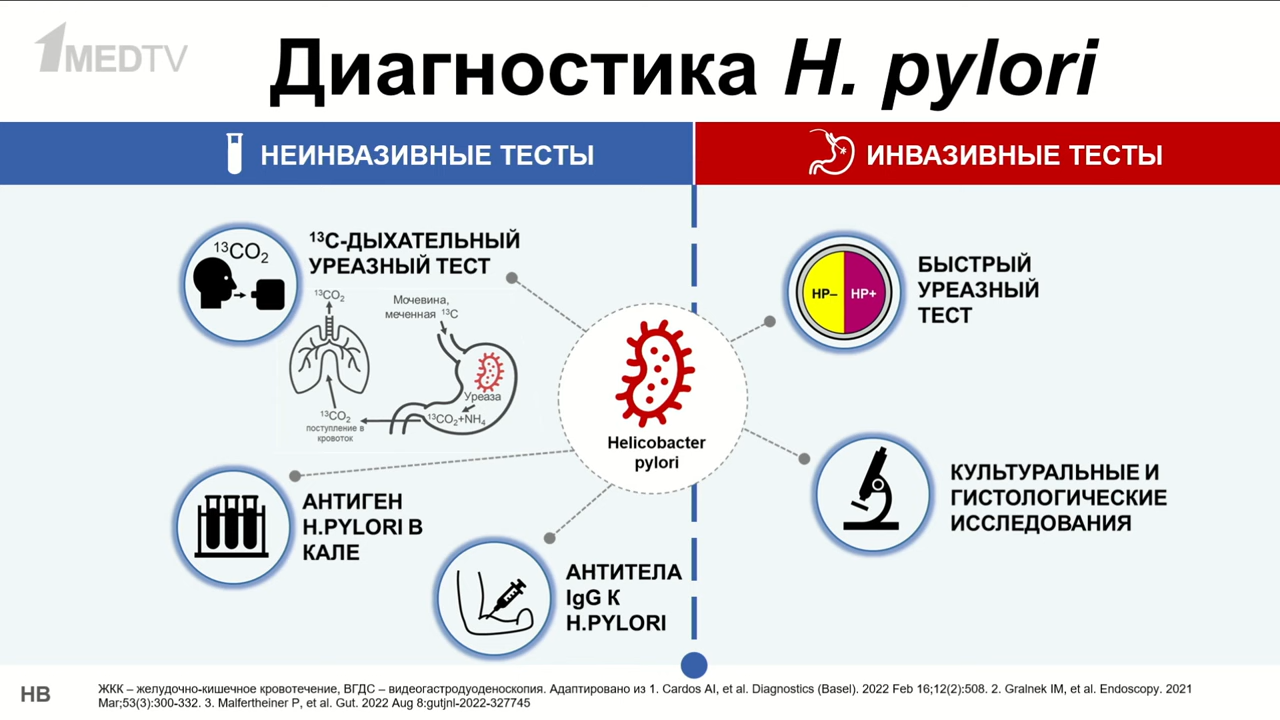 1MEDTV
Диагностика H. pylori
НЕИНВАЗИВНЫЕ ТЕСТЫ
ИНВАЗИВНЫЕ ТЕСТЫ
¹³CO₂
¹³С-ДЫХАТЕЛЬНЫЙ
УРЕАЗНЫЙ ТЕСТ
¹³CO₂
Мочевина,
меченная ¹³C
Уреаза
¹³CO₂+NH₄
¹³CO₂
поступление в
кровоток
HP–
HP+
БЫСТРЫЙ
УРЕАЗНЫЙ
ТЕСТ
Helicobacter
pylori
АНТИГЕН
H.PYLORI В
КАЛЕ
АНТИТЕЛА
IgG К
H.PYLORI
КУЛЬТУРАЛЬНЫЕ И
ГИСТОЛОГИЧЕСКИЕ
ИССЛЕДОВАНИЯ
НВ
ЖКК – желудочно-кишечное кровотечение, ВГДС – видеогастродуоденоскопия. Адаптировано из 1. Cardos AI, et al. Diagnostics (Basel). 2022 Feb 16;12(2):508. 2. Gralnek IM, et al. Endoscopy. 2021
Mar;53(3):300-332. 3. Malfertheiner P, et al. Gut. 2022 Aug 8:gutjnl-2022-327745